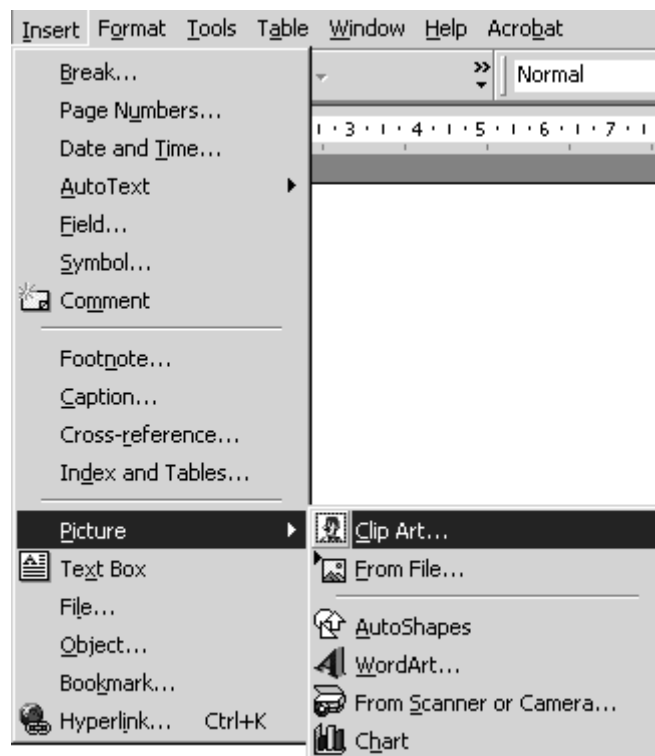 Insert Format Tools Table Window Help Acrobat
Break...
» Normal
Page Numbers...
· 3 · 4 · 5 · 6 · 7 ·
Date and Time...
AutoText
Field...
Symbol...
Comment
Footnote...
Caption...
Cross-reference...
Index and Tables...
Picture
Text Box
File...
Object...
Bookmark...
Hyperlink... Ctrl+K
Clip Art...
From File...
AutoShapes
WordArt...
From Scanner or Camera...
Chart